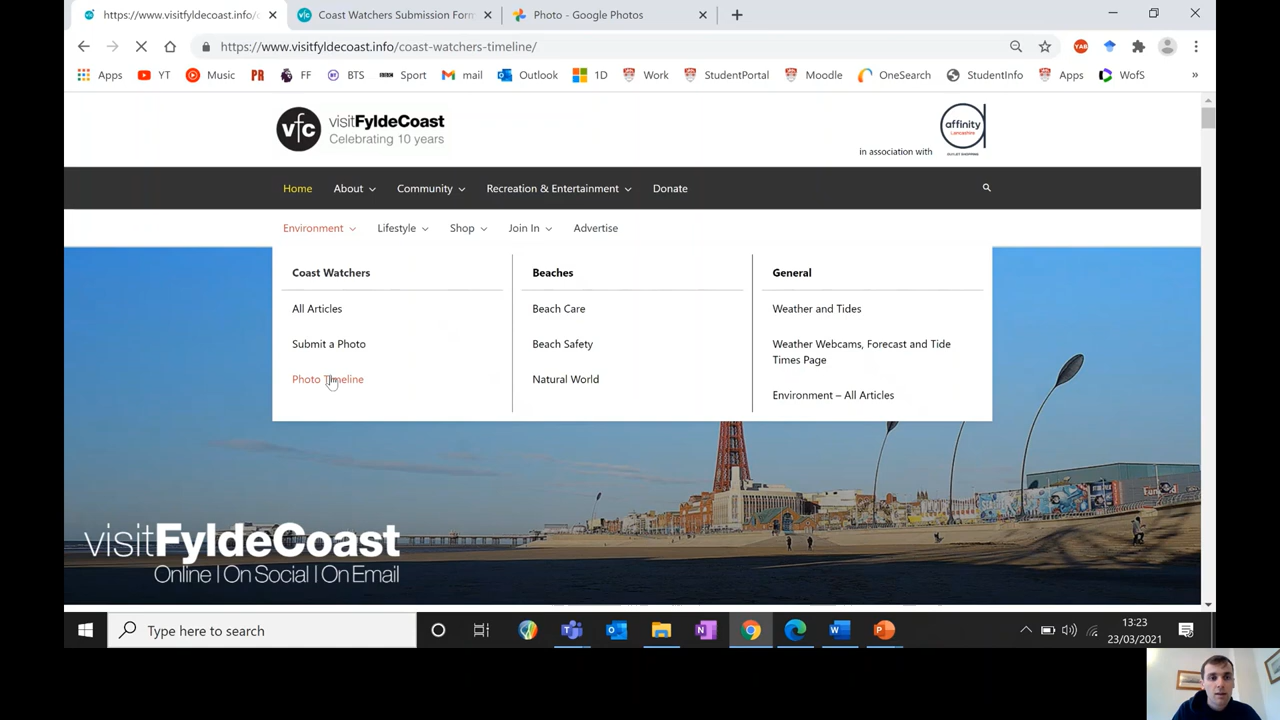 https://www.visitfyldecoast.info/c
Coast Watchers Submission Form
Photo - Google Photos
https://www.visitfyldecoast.info/coast-watchers-timeline/
Apps YT Music FF BTS Sport mail Outlook 1D Work StudentPortal Moodle OneSearch StudentInfo Apps WofS »
vfc visitFyldeCoast
Celebrating 10 years
affinity
Lancashire
in association with
Home About Community Recreation & Entertainment Donate
Environment Lifestyle Shop Join In Advertise
Coast Watchers
All Articles
Submit a Photo
Photo Timeline
Beaches
Beach Care
Beach Safety
Natural World
General
Weather and Tides
Weather Webcams, Forecast and Tide
Times Page
Environment – All Articles
visitFyldeCoast
Online | On Social | On Email
Type here to search
13:23
23/03/2021